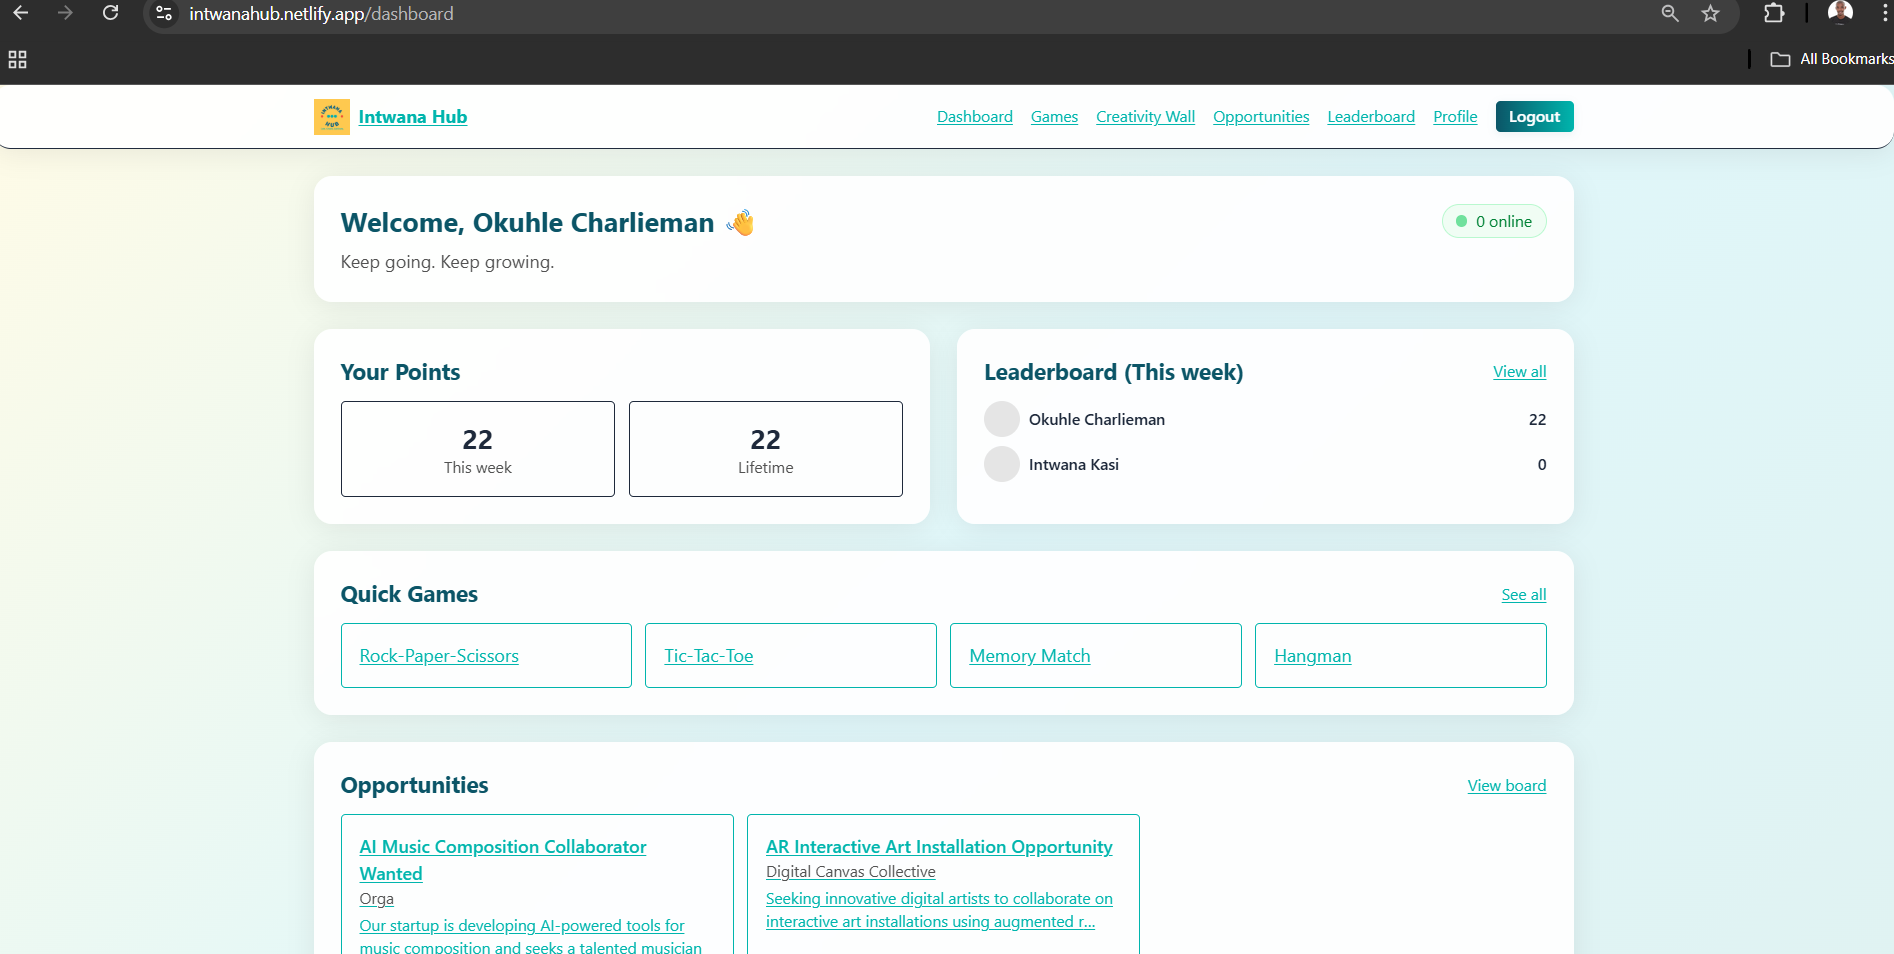 intwanahub.netlify.app/dashboard
All Bookmarks
INTWANA
HUB
Intwana Hub
Dashboard
Games
Creativity Wall
Opportunities
Leaderboard
Profile
Logout
Welcome, Okuhle Charlieman 👋
0 online
Keep going. Keep growing.
Your Points
22
This week
22
Lifetime
Leaderboard (This week)
View all
Okuhle Charlieman
22
Intwana Kasi
0
Quick Games
See all
Rock-Paper-Scissors
Tic-Tac-Toe
Memory Match
Hangman
Opportunities
View board
AI Music Composition Collaborator
Wanted
Orga
Our startup is developing AI-powered tools for
music composition and seeks a talented musician
AR Interactive Art Installation Opportunity
Digital Canvas Collective
Seeking innovative digital artists to collaborate on
interactive art installations using augmented r...